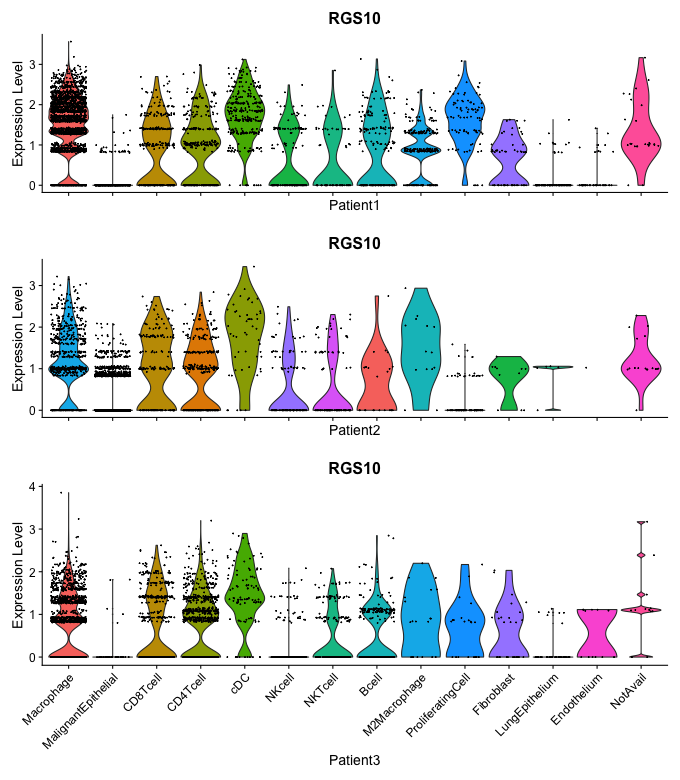 RGS10
Expression Level
3
2
1
0
Patient1
RGS10
Expression Level
3
2
1
0
Patient2
RGS10
Expression Level
4
3
2
1
0
Macrophage
MalignantEpithelial
CD8Tcell
CD4Tcell
cDC
NKcell
NKTcell
Bcell
M2Macrophage
ProliferatingCell
Fibroblast
LungEpithelium
Endothelium
NotAvail
Patient3